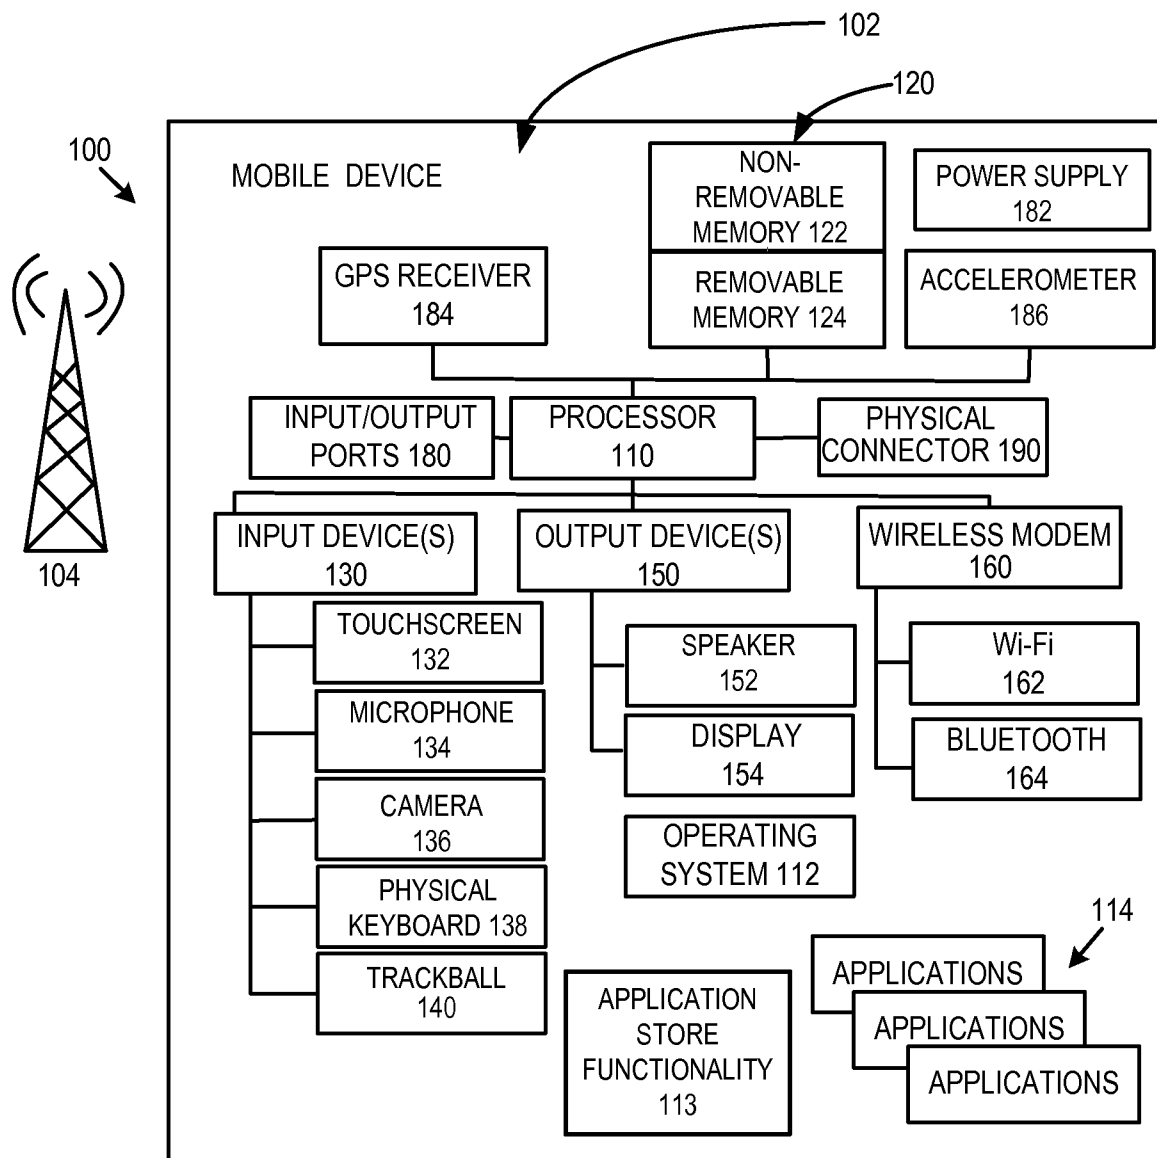 102
120
100
MOBILE DEVICE
NON-
REMOVABLE
MEMORY 122
POWER SUPPLY
182
GPS RECEIVER
184
REMOVABLE
MEMORY 124
ACCELEROMETER
186
INPUT/OUTPUT
PORTS 180
PROCESSOR
110
PHYSICAL
CONNECTOR 190
104
INPUT DEVICE(S)
130
OUTPUT DEVICE(S)
150
WIRELESS MODEM
160
TOUCHSCREEN
132
MICROPHONE
134
CAMERA
136
PHYSICAL
KEYBOARD 138
TRACKBALL
140
SPEAKER
152
DISPLAY
154
Wi-Fi
162
BLUETOOTH
164
OPERATING
SYSTEM 112
APPLICATION
STORE
FUNCTIONALITY
113
114
APPLICATIONS
APPLICATIONS
APPLICATIONS